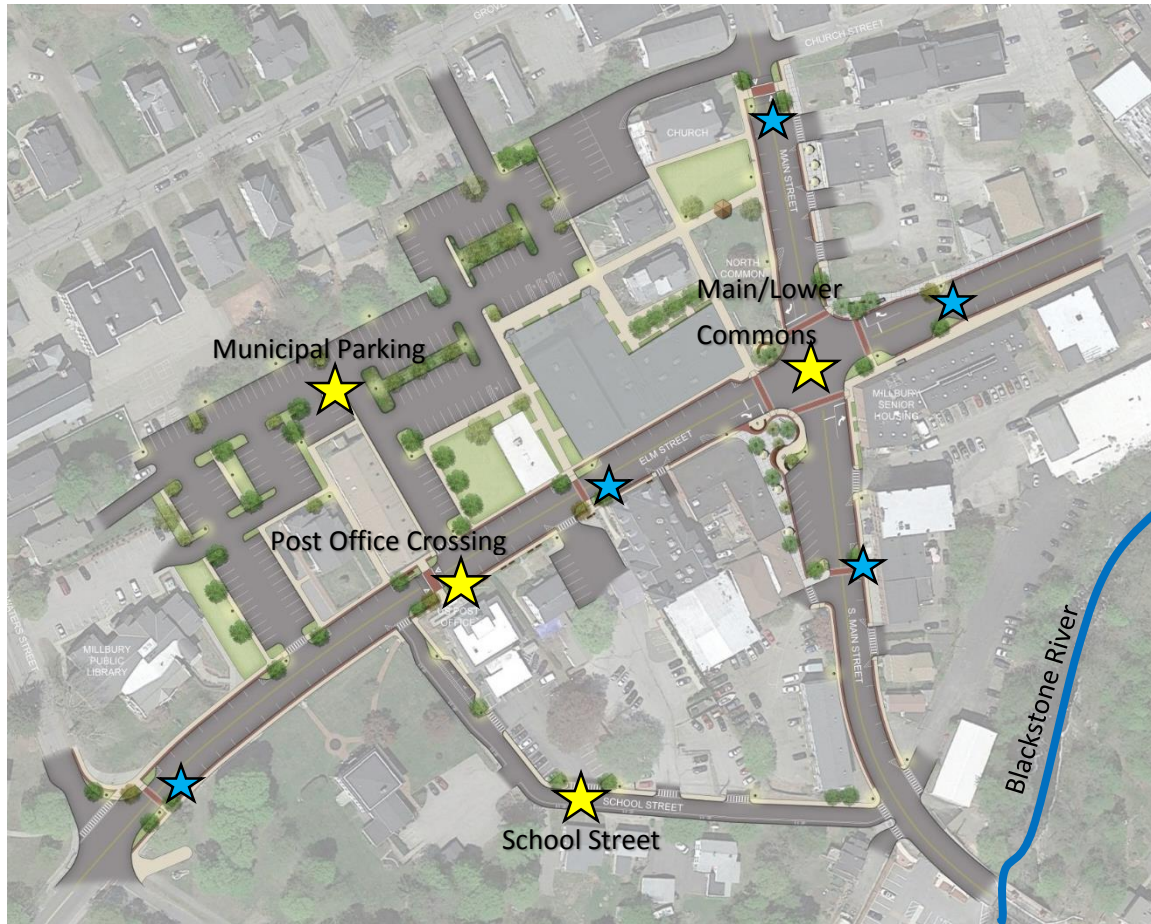 GROVE
CHURCH STREET
CHURCH
MAIN STREET
NORTH
COMMON
Main/Lower
Commons
Municipal Parking
MILLBURY
SENIOR
HOUSING
ELM STREET
Post Office Crossing
OFFICE
MILLBURY
PUBLIC
LIBRARY
S. MAIN STREET
Blackstone River
SCHOOL STREET
School Street